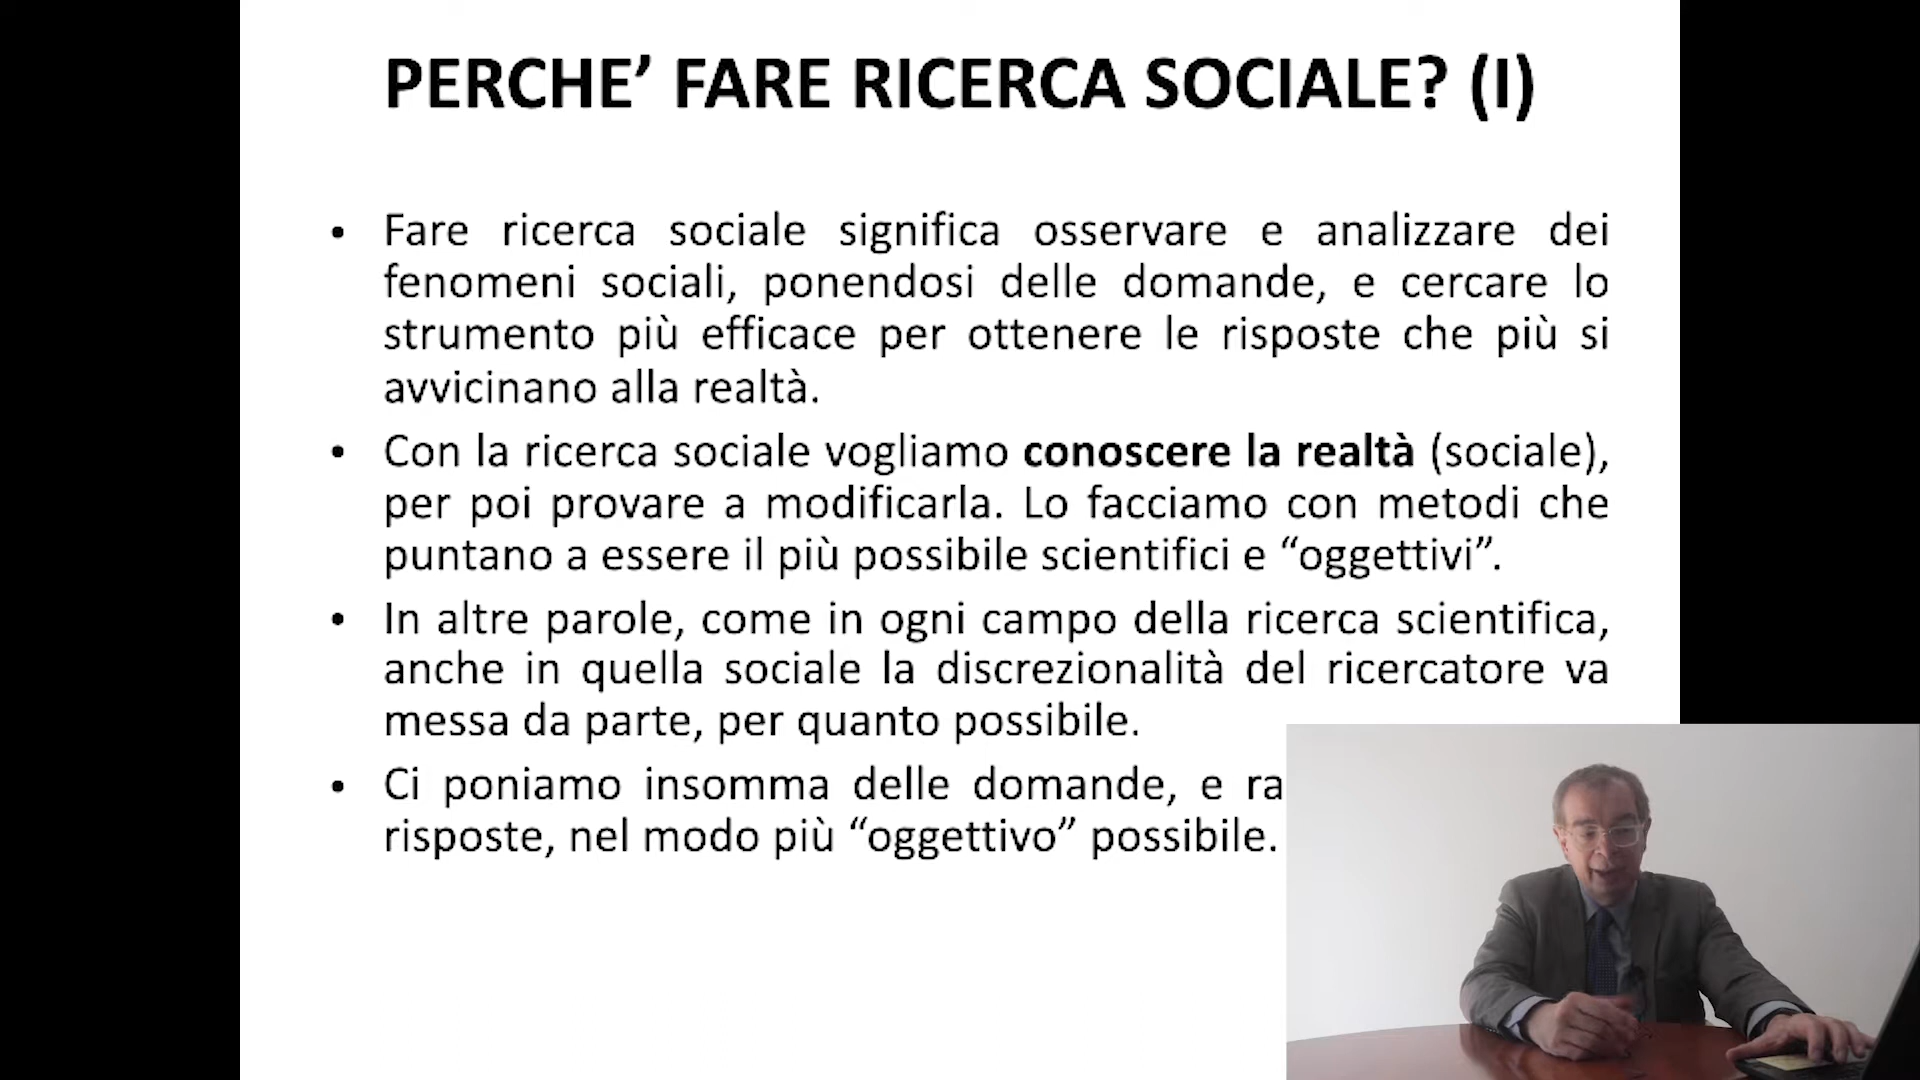 PERCHE’ FARE RICERCA SOCIALE? (I)
• Fare ricerca sociale significa osservare e analizzare dei
fenomeni sociali, ponendosi delle domande, e cercare lo
strumento più efficace per ottenere le risposte che più si
avvicinano alla realtà.
• Con la ricerca sociale vogliamo conoscere la realtà (sociale),
per poi provare a modificarla. Lo facciamo con metodi che
puntano a essere il più possibile scientifici e “oggettivi”.
• In altre parole, come in ogni campo della ricerca scientifica,
anche in quella sociale la discrezionalità del ricercatore va
messa da parte, per quanto possibile.
• Ci poniamo insomma delle domande, e
risposte, nel modo più “oggettivo” possibile.